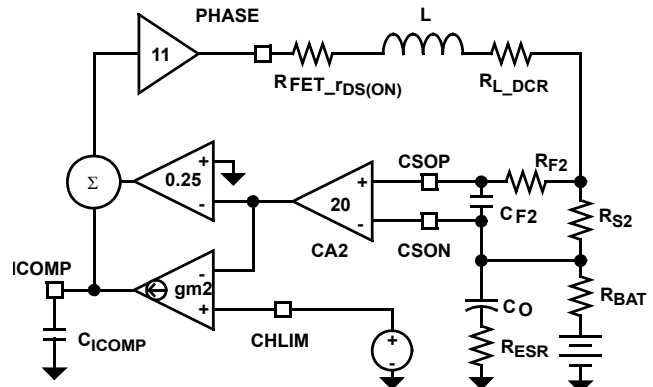 PHASE
L
11
RFET_rDS(ON)
RL_DCR
Σ
0.25
+
-
20
+
-
CA2
CSOP
CSON
RF2
CF2
RS2
ICOMP
gm2
-
+
CHLIM
+
-
CICOMP
CO
RESR
RBAT